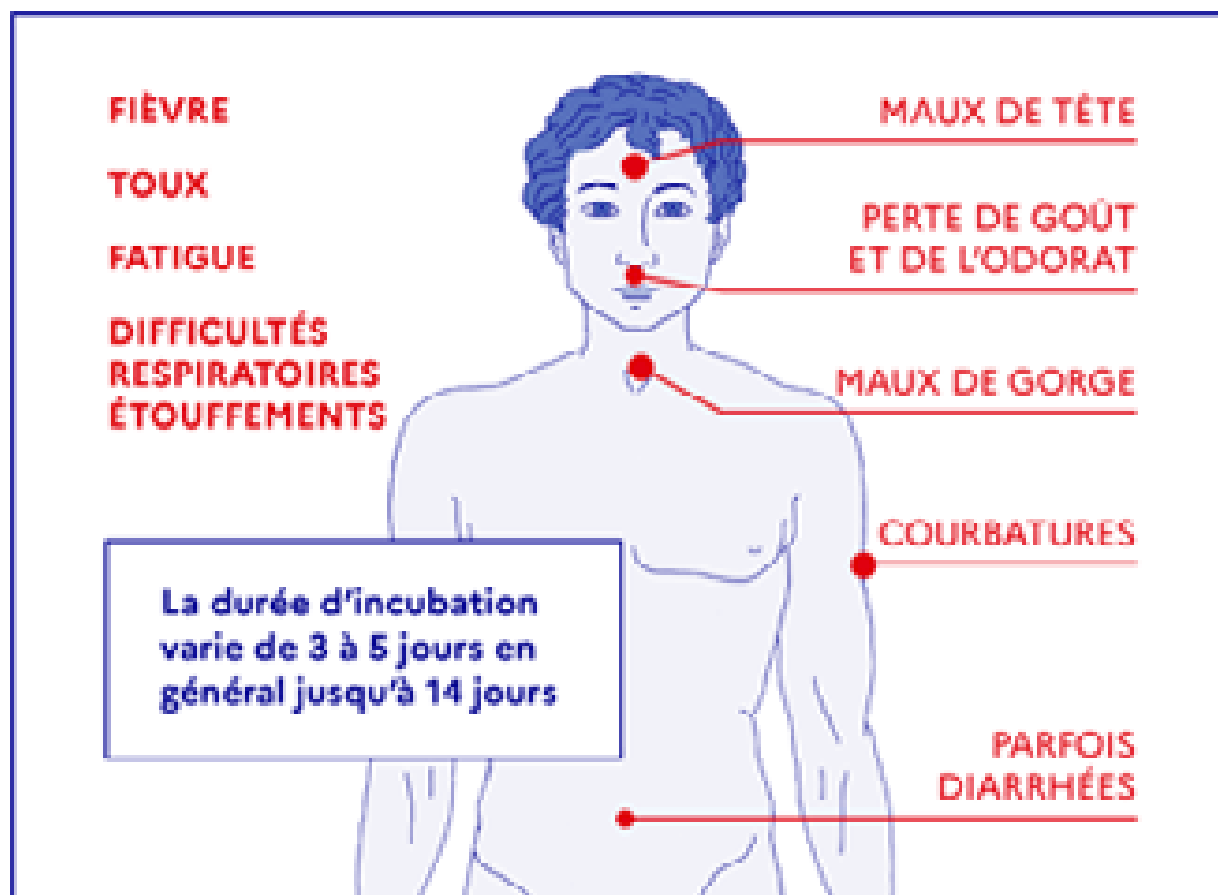 FIÈVRE
TOUX
FATIGUE
DIFFICULTÉS
RESPIRATOIRES
ÉTOUFFEMENTS
MAUX DE TÊTE
PERTE DE GOÛT
ET DE L'ODORAT
MAUX DE GORGE
COURBATURES
PARFOIS
DIARRHÉES
La durée d'incubation
varie de 3 à 5 jours en
général jusqu'à 14 jours